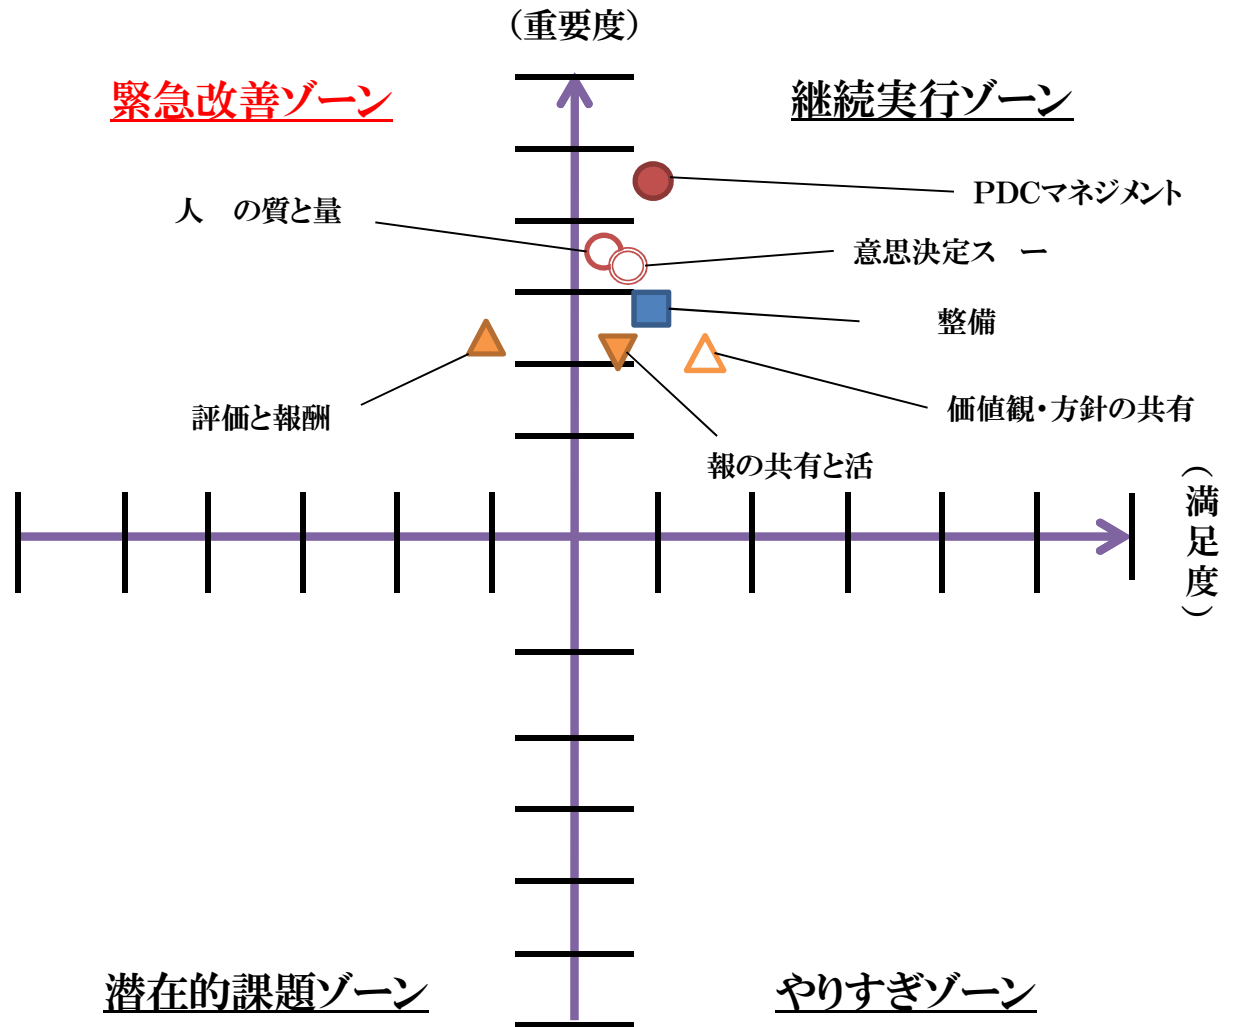 （重要度）
緊急改善ゾーン
継続実行ゾーン
PDCマネジメント
人　の質と量
意思決定ス　ー
整備
価値観・方針の共有
評価と報酬
報の共有と活
（満足度）
潜在的課題ゾーン
やりすぎゾーン